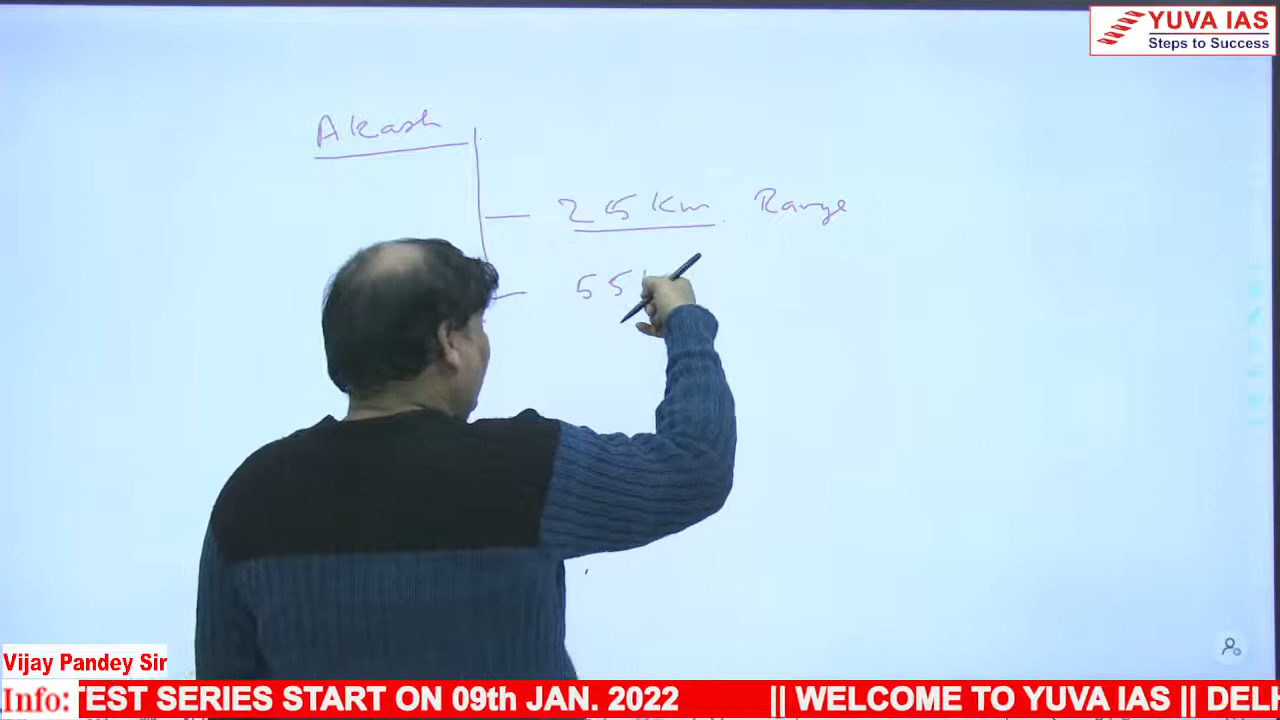 YUVA IAS
Steps to Success
Akash
25 Km Range
55
Vijay Pandey Sir
Info: TEST SERIES START ON 09th JAN. 2022 || WELCOME TO YUVA IAS || DELH